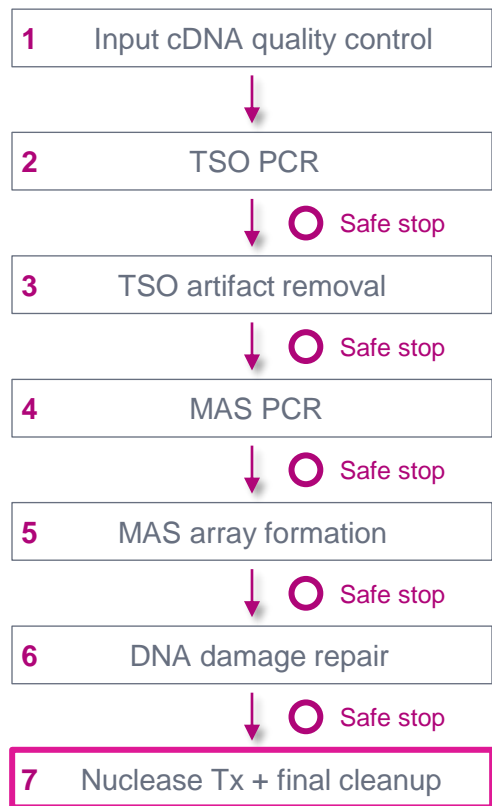 1 Input cDNA quality control
2 TSO PCR
Safe stop
3 TSO artifact removal
Safe stop
4 MAS PCR
Safe stop
5 MAS array formation
Safe stop
6 DNA damage repair
Safe stop
7 Nuclease Tx + final cleanup